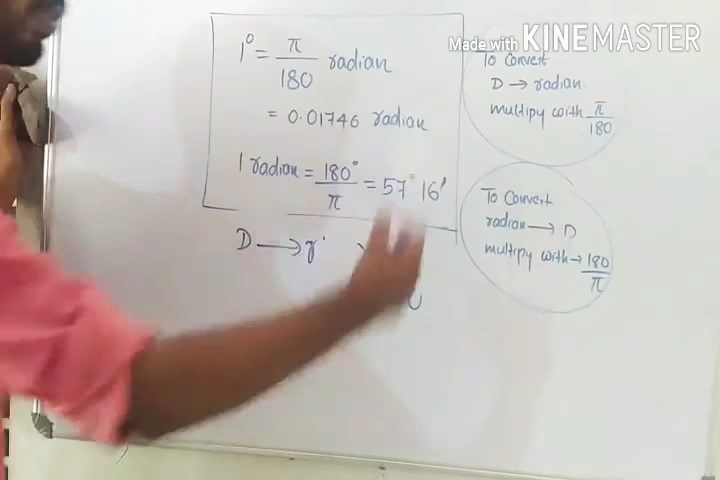 Made with KINEMASTER
1° = π/180 radian
= 0.01746 radian
1 radian = 180°/π = 57° 16'
D → r
To Convert
D → radian
multipy with π/180
To Convert
radian → D
multipy with → 180/π